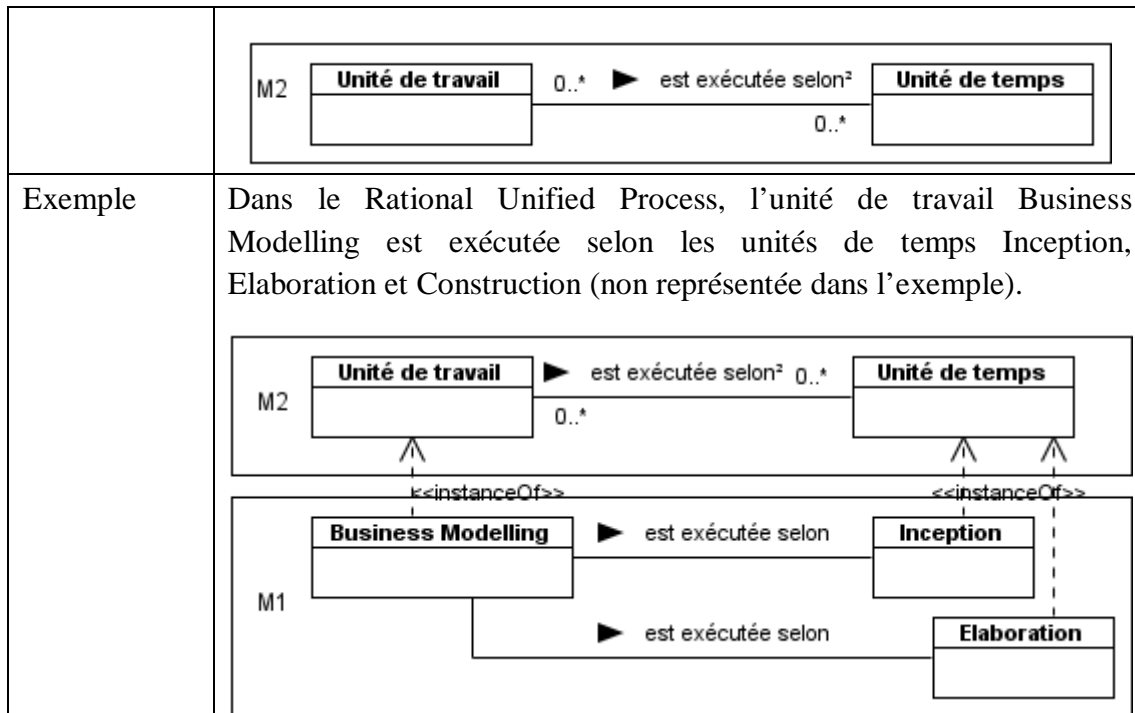 M2 Unité de travail 0..* ► est exécutée selon² Unité de temps
0..*
Exemple Dans le Rational Unified Process, l’unité de travail Business
Modelling est exécutée selon les unités de temps Inception,
Elaboration et Construction (non représentée dans l’exemple).
Unité de travail ► est exécutée selon² 0..* Unité de temps
M2
0..*
<<instanceOf>> <<instanceOf>>
Business Modelling ► est exécutée selon Inception
M1
► est exécutée selon Elaboration